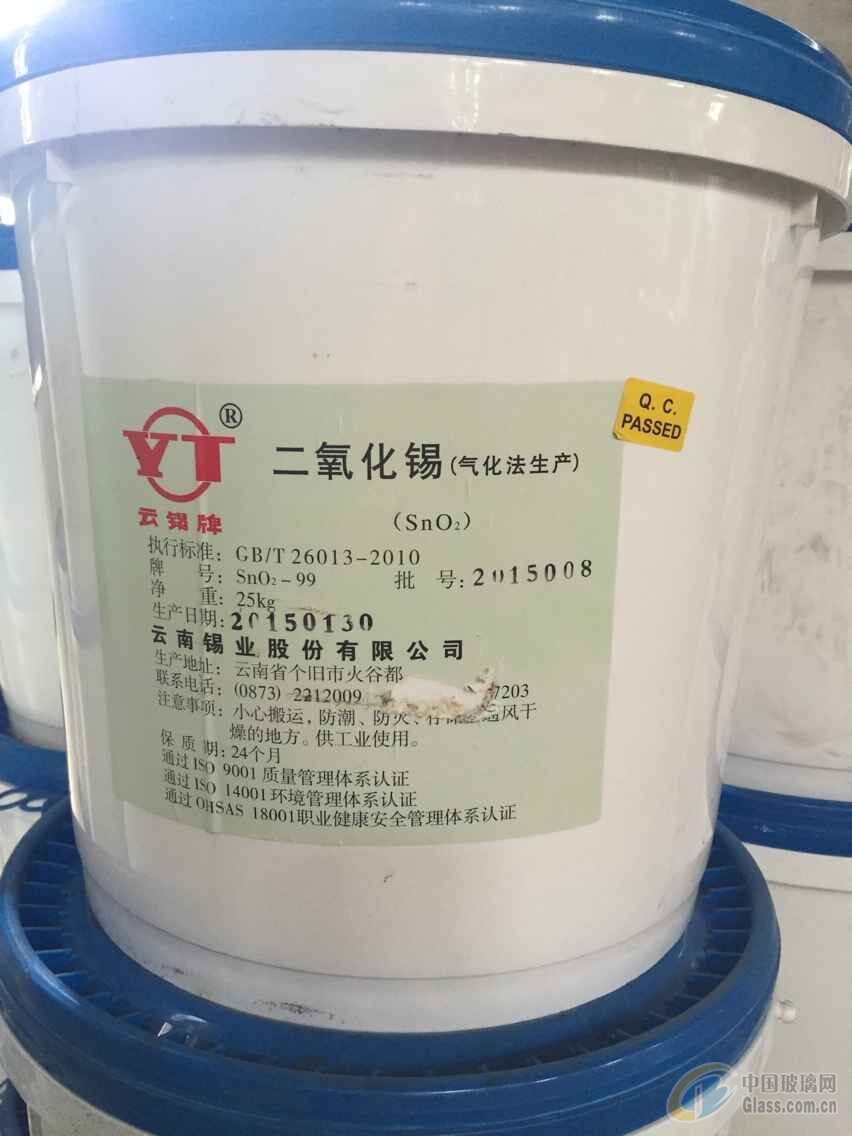 YT®
云锡牌
二氧化锡(气化法生产)
(SnO₂)
Q. C.
PASSED
执行标准：GB/T 26013-2010
牌 号：SnO₂-99 批 号：2015008
净 重：25kg
生产日期：20150130
云南锡业股份有限公司
生产地址：云南省个旧市火谷都
联系电话：(0873) 2212009 7203
注意事项：小心搬运，防潮、防火、存 通风干
燥的地方。供工业使用。
保 质 期：24个月
通过ISO 9001质量管理体系认证
通过ISO 14001环境管理体系认证
通过OHSAS 18001职业健康安全管理体系认证
中国玻璃网
Glass.com.cn